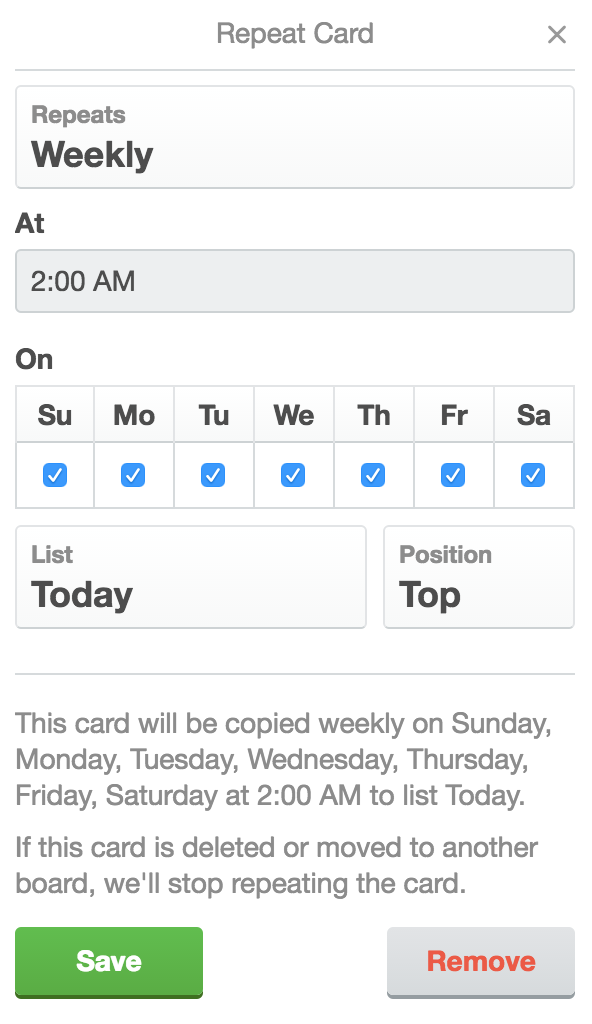 Repeat Card ×
Repeats
Weekly
At
2:00 AM
On
Su Mo Tu We Th Fr Sa
List Position
Today Top
This card will be copied weekly on Sunday,
Monday, Tuesday, Wednesday, Thursday,
Friday, Saturday at 2:00 AM to list Today.
If this card is deleted or moved to another
board, we'll stop repeating the card.
Save Remove